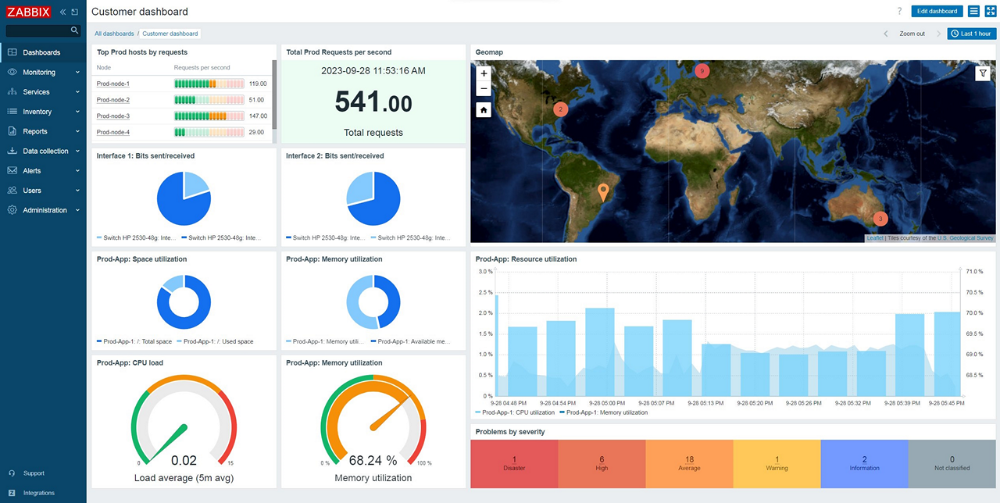 ZABBIX
Customer dashboard
?
Edit dashboard
All dashboards / Customer dashboard
Zoom out
Last 1 hour
Dashboards
Monitoring
Services
Inventory
Reports
Data collection
Alerts
Users
Administration
Support
Integrations
Top Prod hosts by requests
Node Requests per second
Prod-node-1 119.00
Prod-node-2 51.00
Prod-node-3 147.00
Prod-node-4 29.00
Total Prod Requests per second
2023-09-28 11:53:16 AM
541.00
Total requests
Geomap
+
−
9
2
3
Leaflet | Tiles courtesy of the U.S. Geological Survey
Interface 1: Bits sent/received
Switch HP 2530-48g: Inte... Switch HP 2530-48g: Inte...
Interface 2: Bits sent/received
Switch HP 2530-48g: Inte... Switch HP 2530-48g: Inte...
Prod-App: Space utilization
Prod-App-1: /: Total space Prod-App-1: /: Used space
Prod-App: Memory utilization
Prod-App-1: Memory utili... Prod-App-1: Available me...
Prod-App: Resource utilization
3.0 % 71.0 %
2.5 % 70.5 %
2.0 % 70.0 %
1.5 % 69.5 %
1.0 % 69.0 %
0.5 % 68.5 %
0 %
9-28 04:48 PM 9-28 04:54 PM 9-28 05:00 PM 9-28 05:07 PM 9-28 05:13 PM 9-28 05:20 PM 9-28 05:26 PM 9-28 05:32 PM 9-28 05:39 PM 9-28 05:45 PM
Prod-App-1: CPU utilization Prod-App-1: Memory utilization
Prod-App: CPU load
0 0.02 15
Load average (5m avg)
Prod-App: Memory utilization
0 % 68.24 % 100 %
Memory utilization
Problems by severity
1 6 18 1 2 0
Disaster High Average Warning Information Not classified